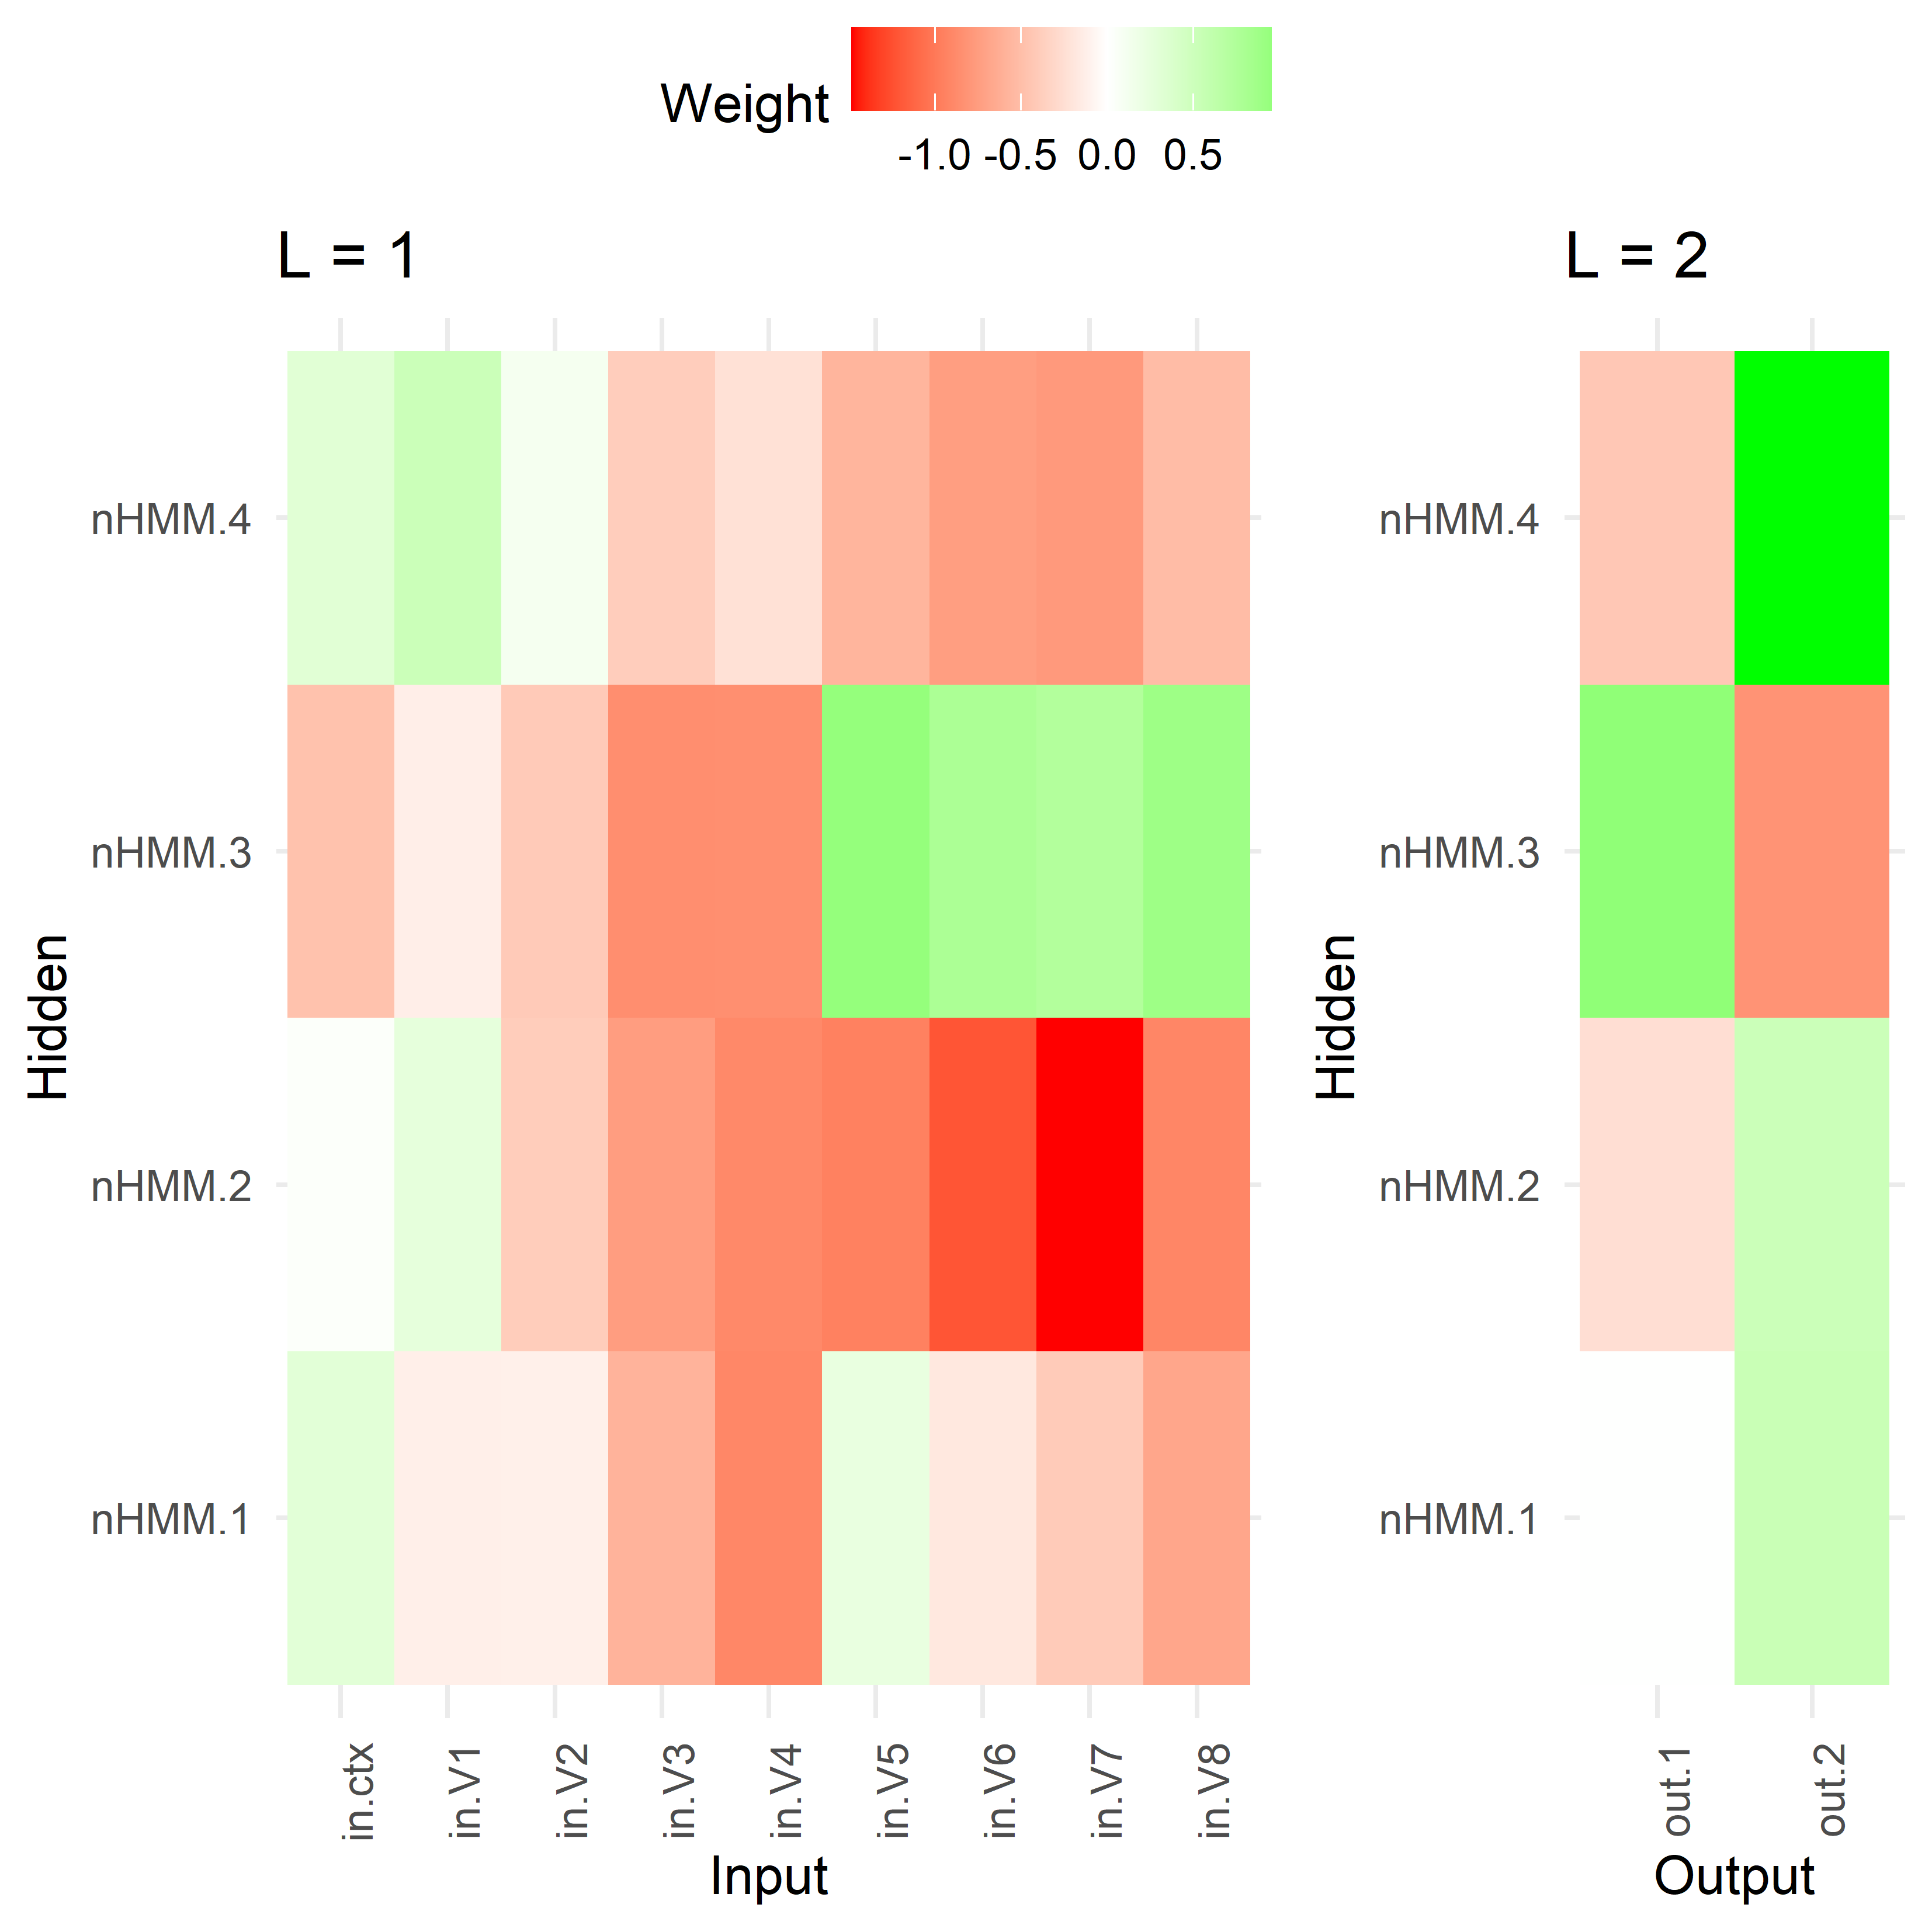 Weight
-1.0 -0.5 0.0 0.5
L = 1
L = 2
Hidden
nHMM.4
nHMM.3
nHMM.2
nHMM.1
in.ctx
in.V1
in.V2
in.V3
in.V4
in.V5
in.V6
in.V7
in.V8
Input
Hidden
nHMM.4
nHMM.3
nHMM.2
nHMM.1
out.1
out.2
Output